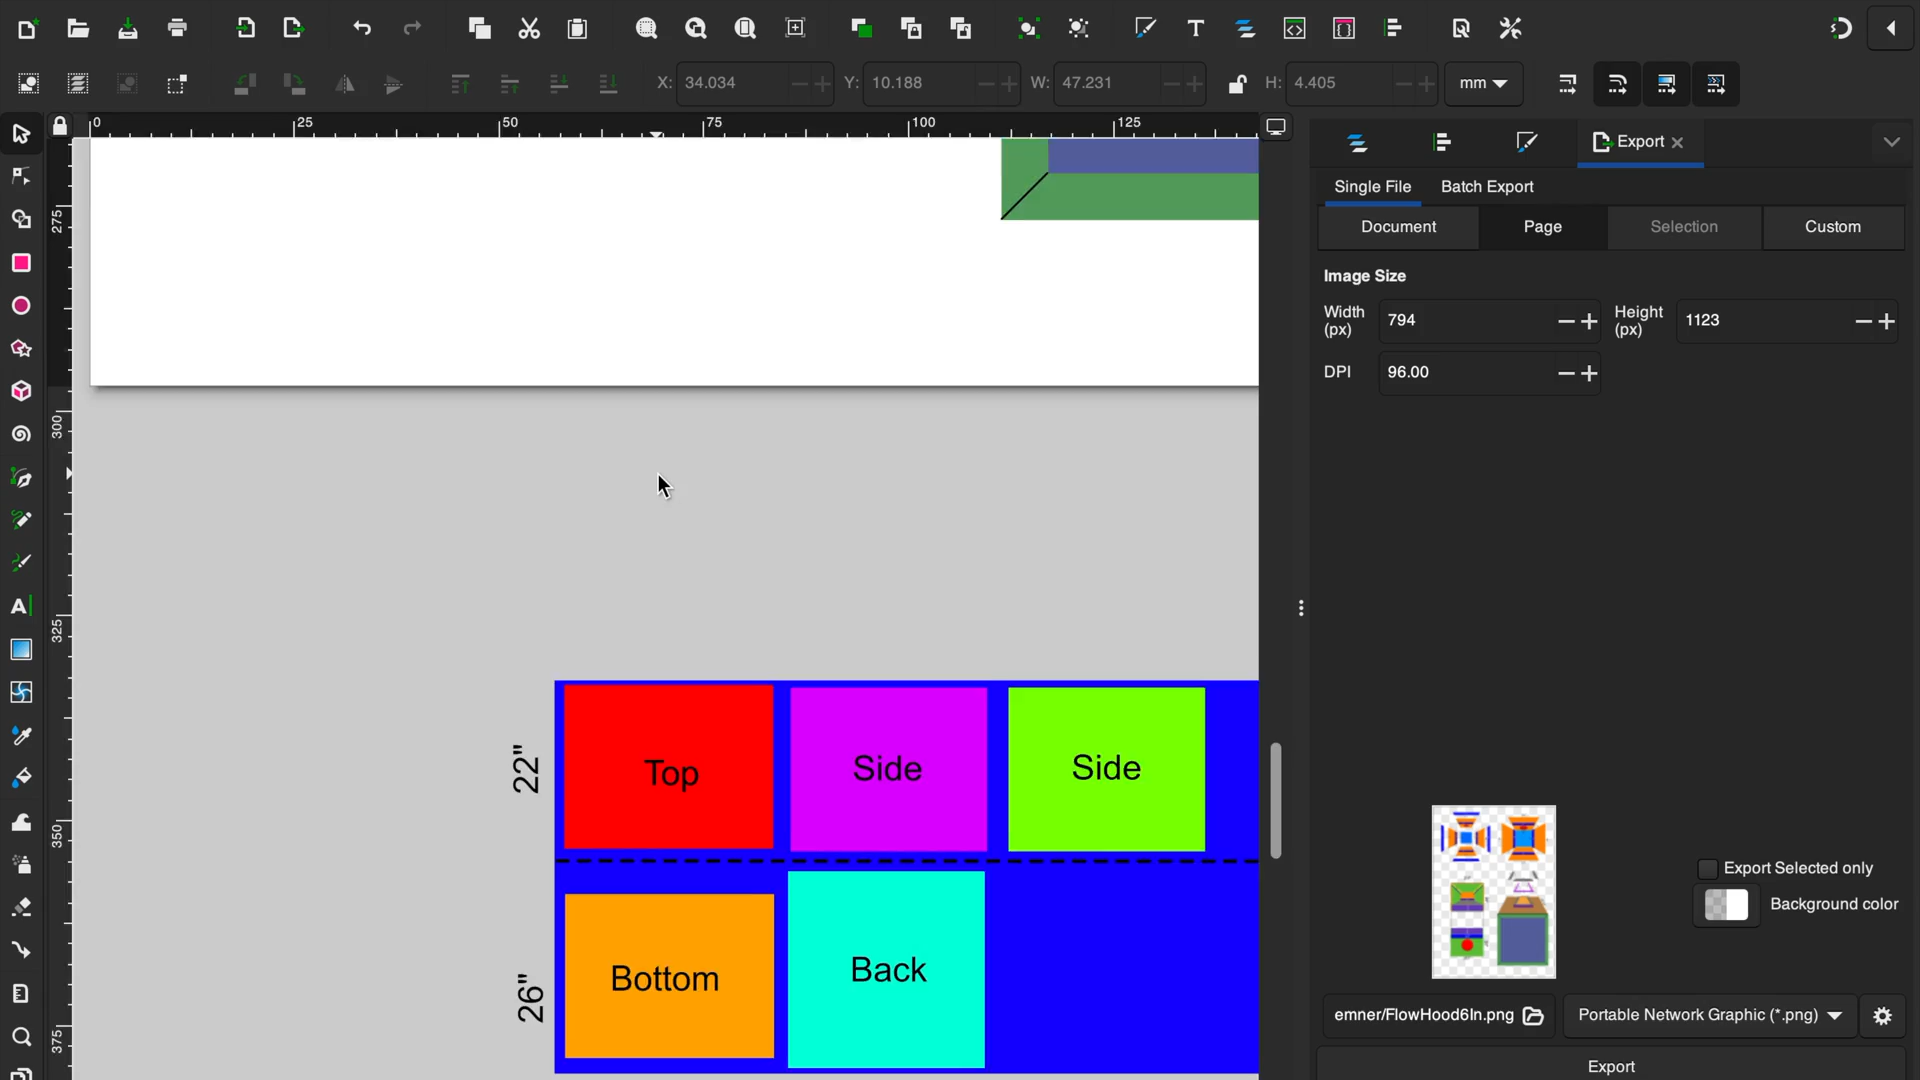 X: 34.034 Y: 10.188 W: 47.231 H: 4.405 mm
0 25 50 75 100 125
Export
Single File Batch Export
Document Page Selection Custom
Image Size
Width (px) 794 Height (px) 1123
DPI 96.00
275
300
325
350
375
22"
Top Side Side
26"
Bottom Back
Export Selected only
Background color
emner/FlowHood6In.png Portable Network Graphic (*.png)
Export